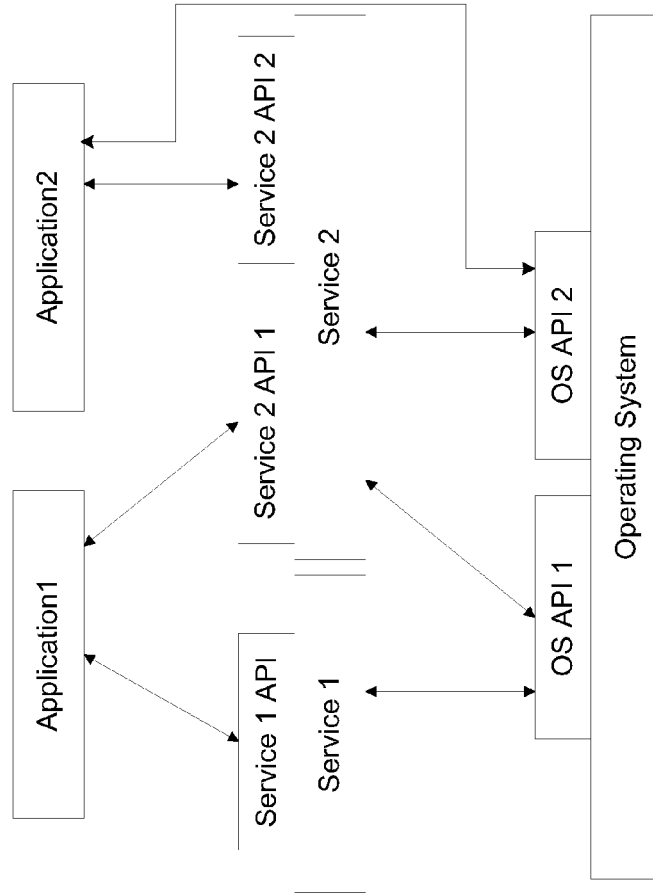 Application1
Application2
Service 1 API
Service 2 API 1
Service 2 API 2
Service 1
Service 2
OS API 1
OS API 2
Operating System